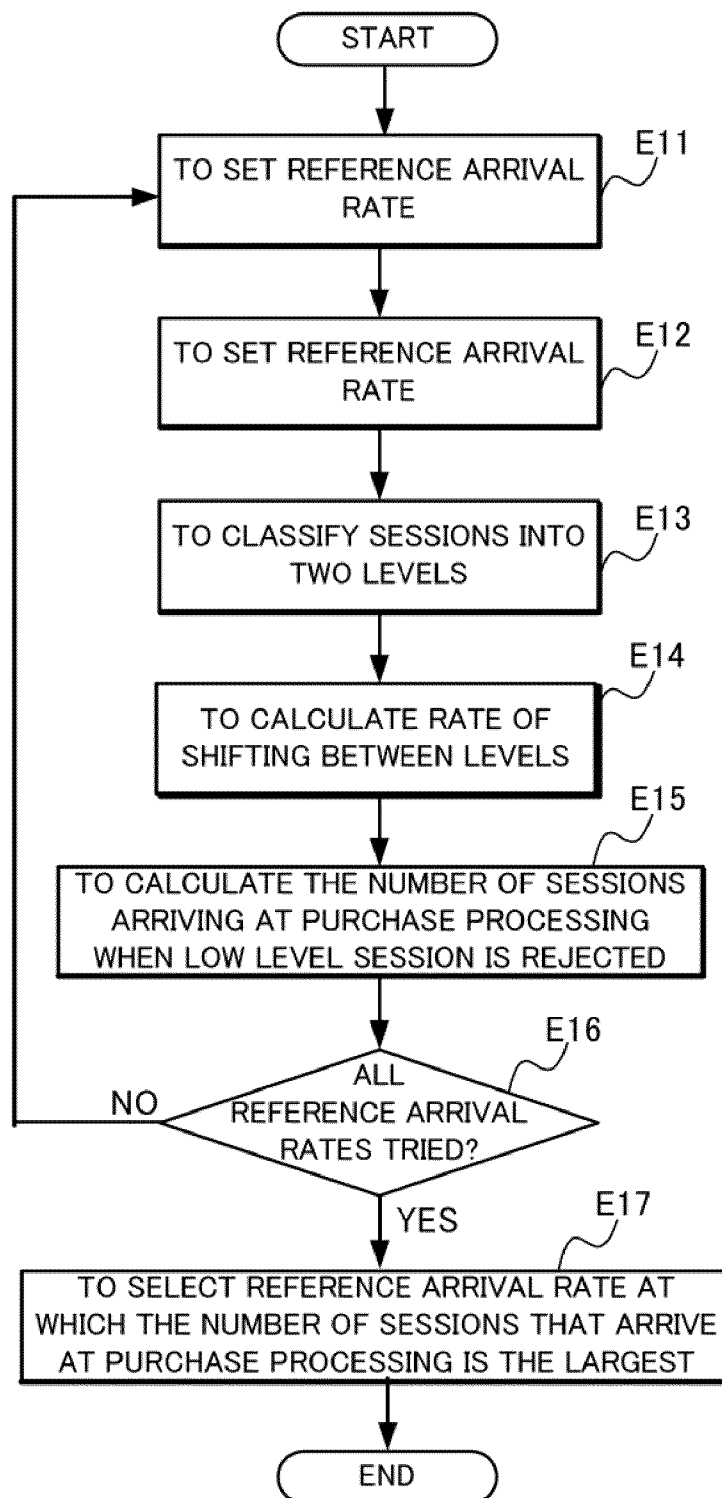 START
E11
TO SET REFERENCE ARRIVAL
RATE
E12
TO SET REFERENCE ARRIVAL
RATE
E13
TO CLASSIFY SESSIONS INTO
TWO LEVELS
E14
TO CALCULATE RATE OF
SHIFTING BETWEEN LEVELS
E15
TO CALCULATE THE NUMBER OF SESSIONS
ARRIVING AT PURCHASE PROCESSING
WHEN LOW LEVEL SESSION IS REJECTED
E16
ALL
REFERENCE ARRIVAL
RATES TRIED?
NO
YES
E17
TO SELECT REFERENCE ARRIVAL RATE AT
WHICH THE NUMBER OF SESSIONS THAT ARRIVE
AT PURCHASE PROCESSING IS THE LARGEST
END